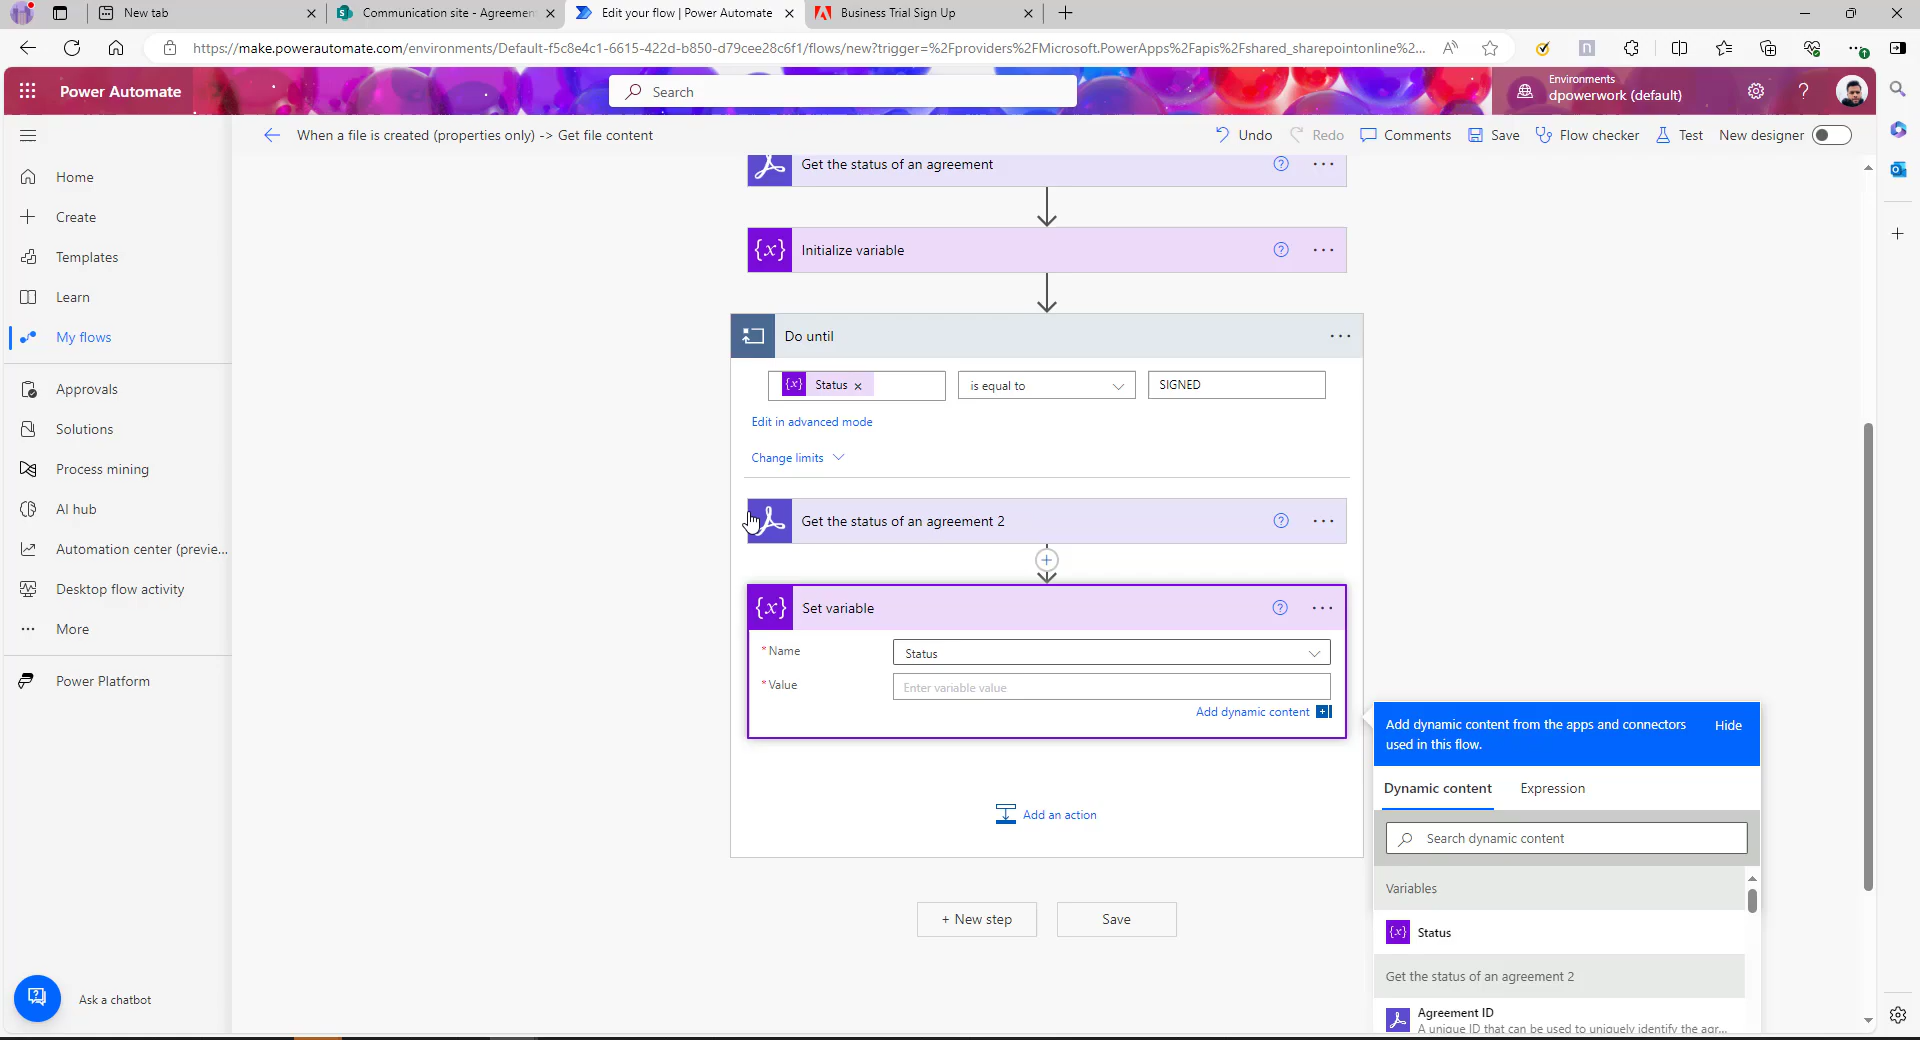 New tab
Communication site - Agreemen
Edit your flow | Power Automate
Business Trial Sign Up
https://make.powerautomate.com/environments/Default-f5c8e4c1-6615-422d-b850-d79cee28c6f1/flows/new?trigger=%2Fproviders%2FMicrosoft.PowerApps%2Fapis%2Fshared_sharepointonline%2...
Power Automate
Search
Environments
dpowerwork (default)
When a file is created (properties only) -> Get file content
Undo
Redo
Comments
Save
Flow checker
Test
New designer
Home
Create
Templates
Learn
My flows
Approvals
Solutions
Process mining
AI hub
Automation center (previe...
Desktop flow activity
More
Power Platform
Ask a chatbot
Get the status of an agreement
{x} Initialize variable
Do until
{x} Status
is equal to
SIGNED
Edit in advanced mode
Change limits
Get the status of an agreement 2
{x} Set variable
* Name
Status
* Value
Enter variable value
Add dynamic content
Add an action
+ New step
Save
Add dynamic content from the apps and connectors
used in this flow.
Hide
Dynamic content
Expression
Search dynamic content
Variables
{x} Status
Get the status of an agreement 2
Agreement ID
A unique ID that can be used to uniquely identify the agr...